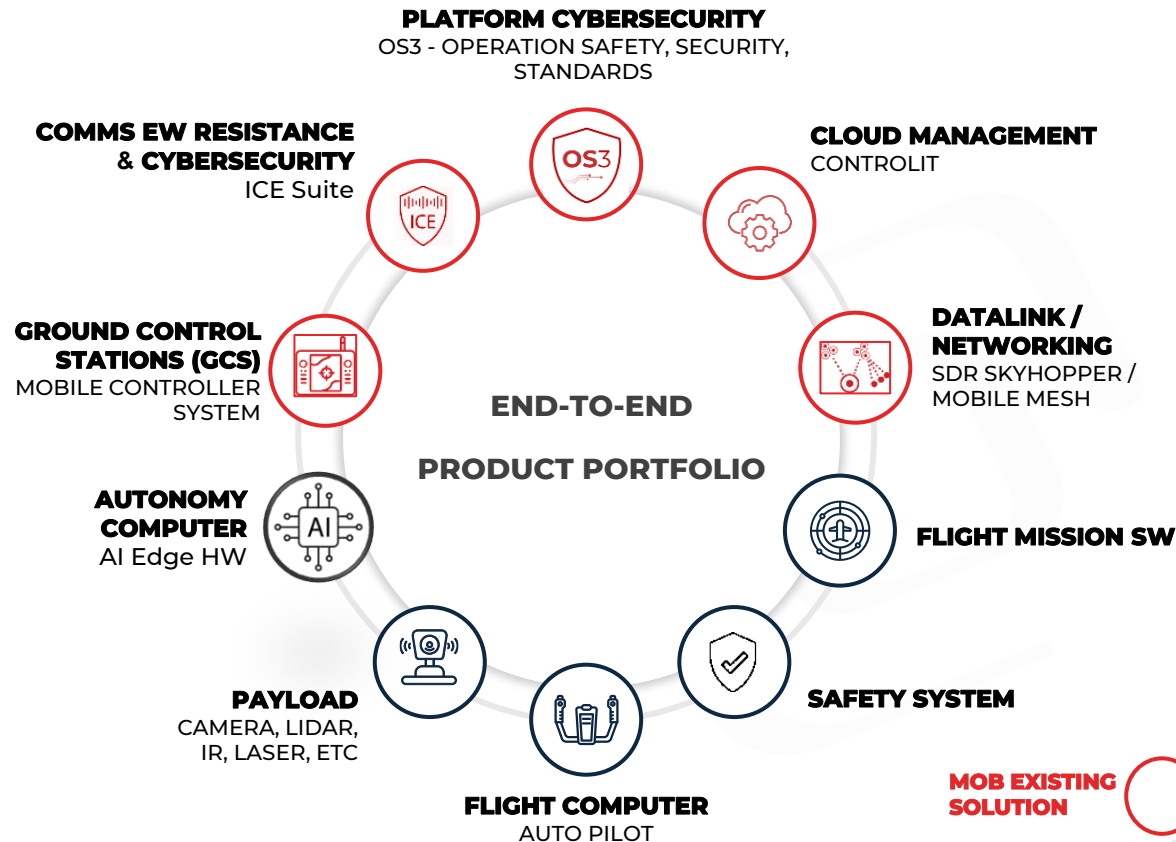 PLATFORM CYBERSECURITY
OS3 - OPERATION SAFETY, SECURITY,
STANDARDS
OS3
COMMS EW RESISTANCE
& CYBERSECURITY
ICE Suite
ICE
CLOUD MANAGEMENT
CONTROLIT
GROUND CONTROL
STATIONS (GCS)
MOBILE CONTROLLER
SYSTEM
DATALINK /
NETWORKING
SDR SKYHOPPER /
MOBILE MESH
END-TO-END
PRODUCT PORTFOLIO
AUTONOMY
COMPUTER
AI Edge HW
AI
FLIGHT MISSION SW
PAYLOAD
CAMERA, LIDAR,
IR, LASER, ETC
SAFETY SYSTEM
FLIGHT COMPUTER
AUTO PILOT
MOB EXISTING
SOLUTION